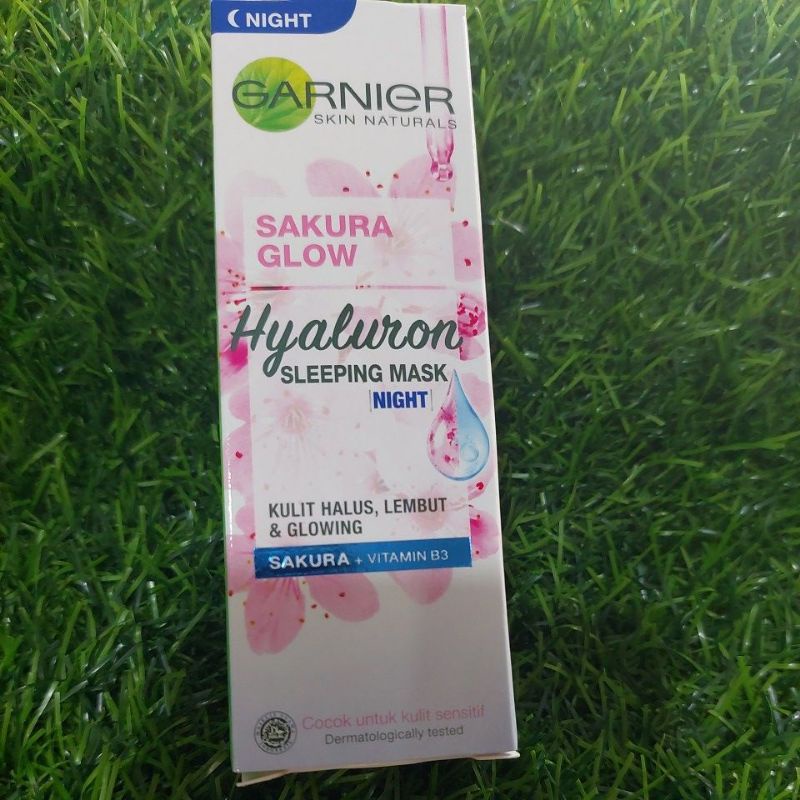 NIGHT
GARNIER
SKIN NATURALS
SAKURA
GLOW
Hyaluron
SLEEPING MASK
NIGHT
KULIT HALUS, LEMBUT
& GLOWING
SAKURA + VITAMIN B3
Cocok untuk kulit sensitif
Dermatologically tested